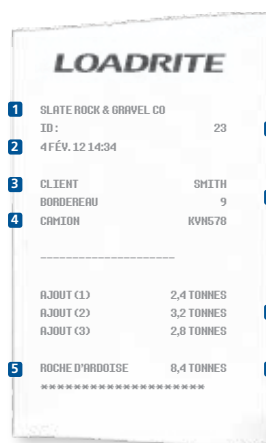 LOADRITE
1 SLATE ROCK & GRAVEL CO
ID: 23
2 4 FÉV. 12 14:34
3 CLIENT SMITH
BORDEREAU 9
4 CAMION KVN578
----------------------
AJOUT (1) 2,4 TONNES
AJOUT (2) 3,2 TONNES
AJOUT (3) 2,8 TONNES
5 ROCHE D'ARDOISE 8,4 TONNES
********************